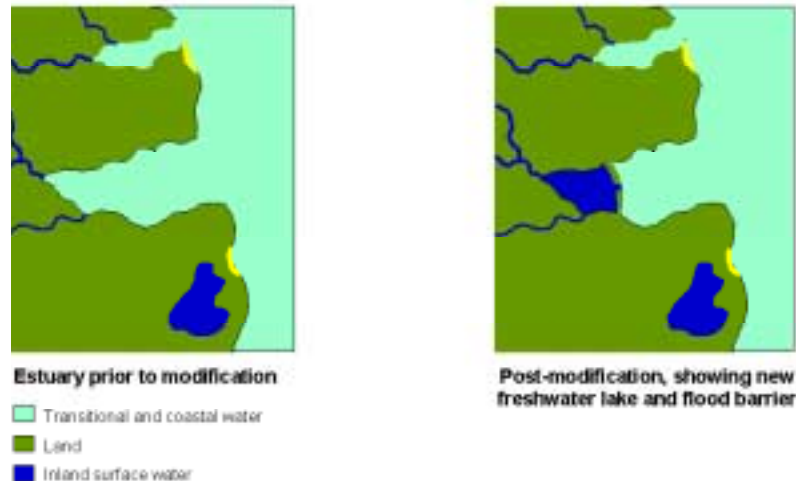 Estuary prior to modification
Transitional and coastal water
Land
Inland surface water
Post-modification, showing new
freshwater lake and flood barrier